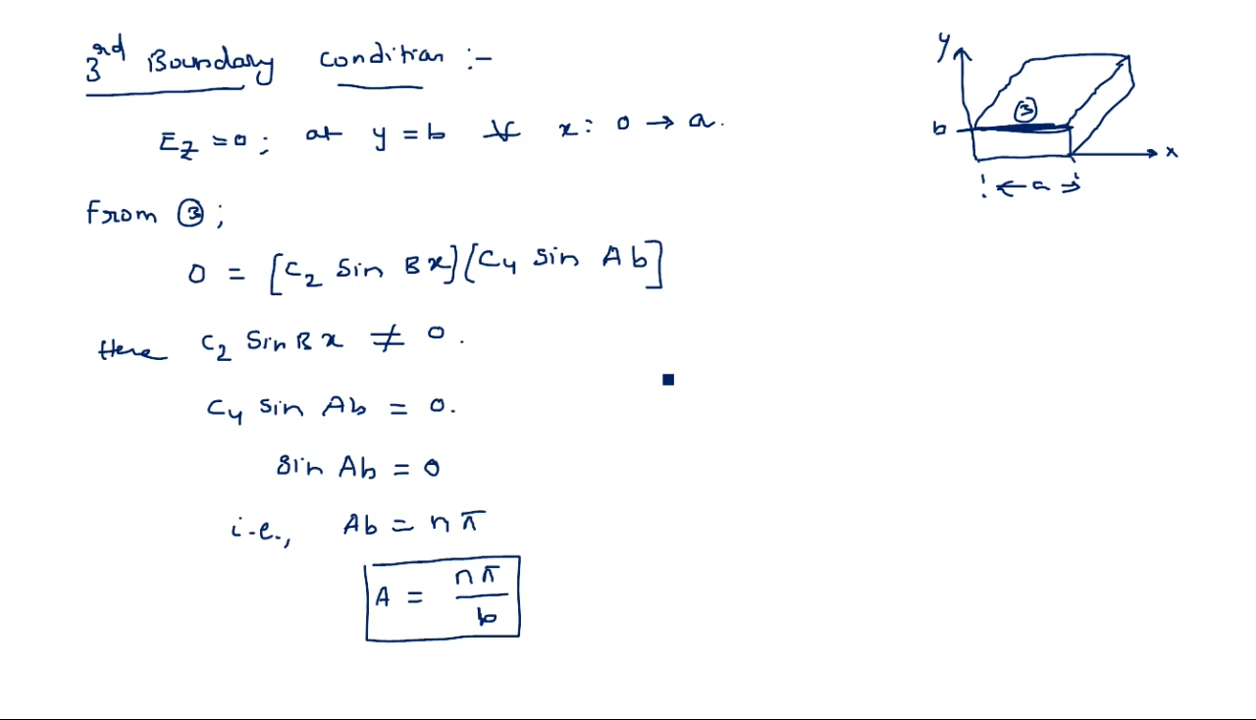 3rd Boundary condition :-
Ez = 0 ; at y = b ∀ x : 0 → a.
From ③ ;
0 = [C2 Sin Bx][C4 Sin Ab]
Here C2 Sin Bx ≠ 0.
C4 Sin Ab = 0.
Sin Ab = 0
i.e., Ab = nπ
A = nπ/b
y
③
b
x
← a →